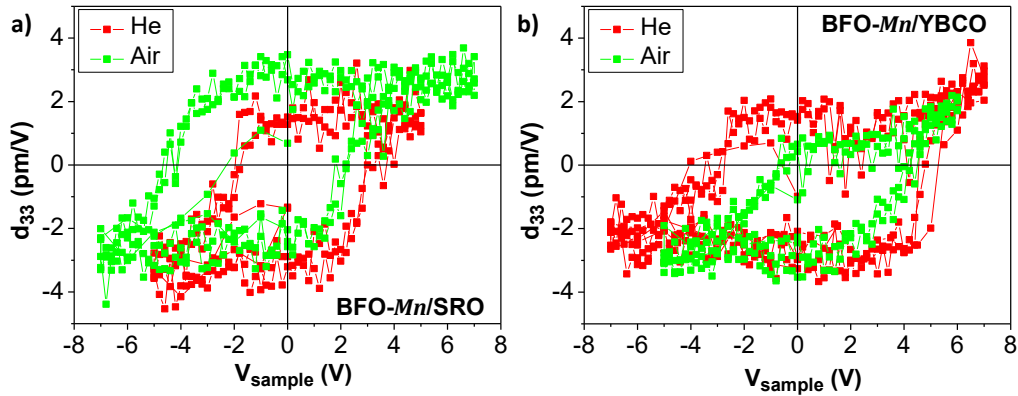 a)
He
Air
BFO-Mn/SRO
d33 (pm/V)
4
2
0
-2
-4
-8 -6 -4 -2 0 2 4 6 8
Vsample (V)
b)
BFO-Mn/YBCO
He
Air
d33 (pm/V)
4
2
0
-2
-4
-8 -6 -4 -2 0 2 4 6 8
Vsample (V)